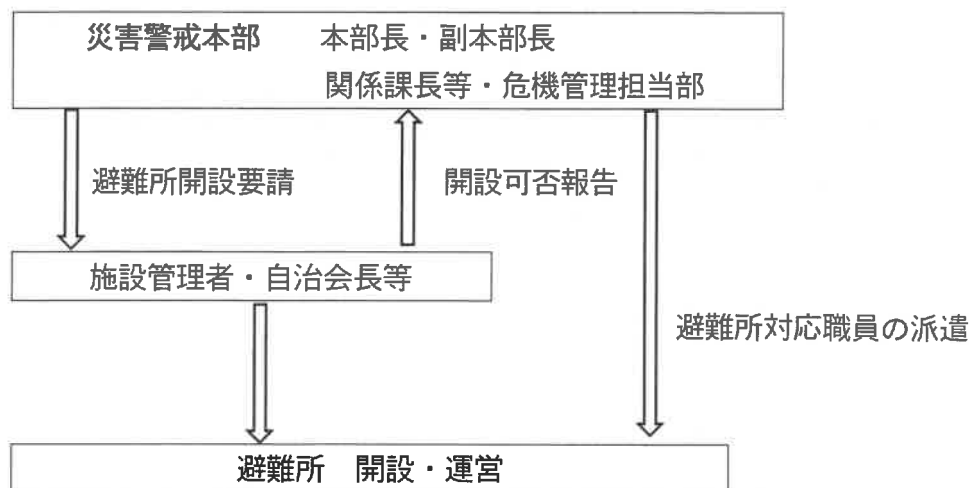 災害警戒本部　本部長・副本部長
関係課長等・危機管理担当部
避難所開設要請
開設可否報告
施設管理者・自治会長等
避難所対応職員の派遣
避難所　開設・運営